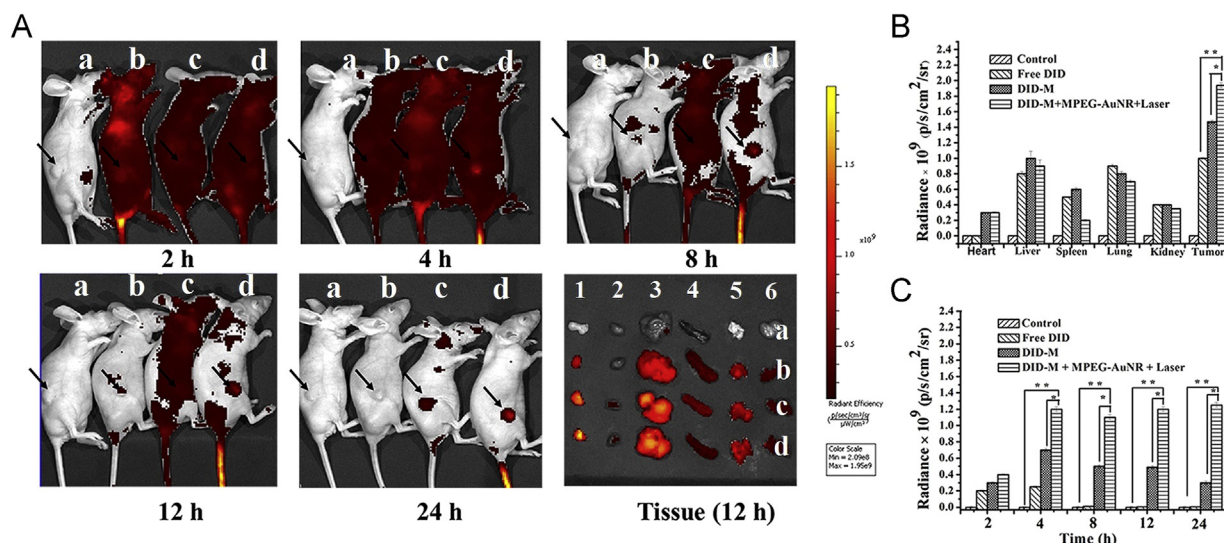 A
a b c d
2 h
a b c d
4 h
a b c d
8 h
a b c d
12 h
a b c d
24 h
1 2 3 4 5 6
a
b
c
d
Tissue (12 h)
1.5
x10⁹
1.0
0.5
Radiant Efficiency
(p/sec/cm²/sr / µW/cm²)
Color Scale
Min = 2.09e8
Max = 1.95e9
B
Radiance × 10⁹ (p/s/cm²/sr)
2.4
2.2
2.0
1.8
1.6
1.4
1.2
1.0
0.8
0.6
0.4
0.2
0.0
Control
Free DID
DID-M
DID-M+MPEG-AuNR+Laser
* *
*
Heart Liver Spleen Lung Kidney Tumor
C
Radiance × 10⁹ (p/s/cm²/sr)
2.4
2.2
2.0
1.8
1.6
1.4
1.2
1.0
0.8
0.6
0.4
0.2
0.0
Control
Free DID
DID-M
DID-M + MPEG-AuNR + Laser
* * * * * * * *
* * * *
2 4 8 12 24
Time (h)